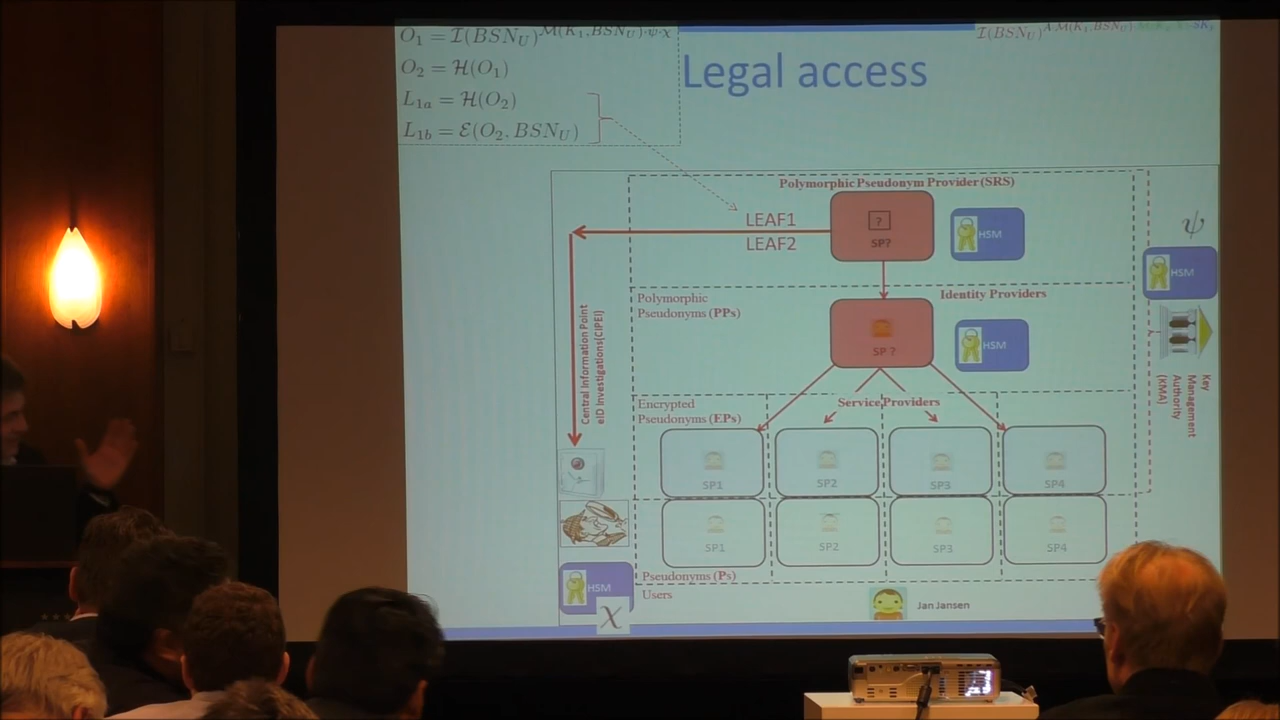 O₁ = I(BSN_U)^M(K₁,BSN_U)·ψ·χ
O₂ = H(O₁)
L₁ₐ = H(O₂)
L₁b = E(O₂, BSN_U)
Legal access
Polymorphic Pseudonym Provider (SRS)
?
SP?
HSM
LEAF1
LEAF2
ψ
HSM
Polymorphic
Pseudonyms (PPs)
Identity Providers
SP ?
HSM
Central Information Point
eID Investigations(CIPEI)
Key
Management
Authority
(KMA)
Encrypted
Pseudonyms (EPs)
Service Providers
SP1
SP2
SP3
SP4
SP1
SP2
SP3
SP4
HSM
χ
Pseudonyms (Ps)
Users
Jan Jansen